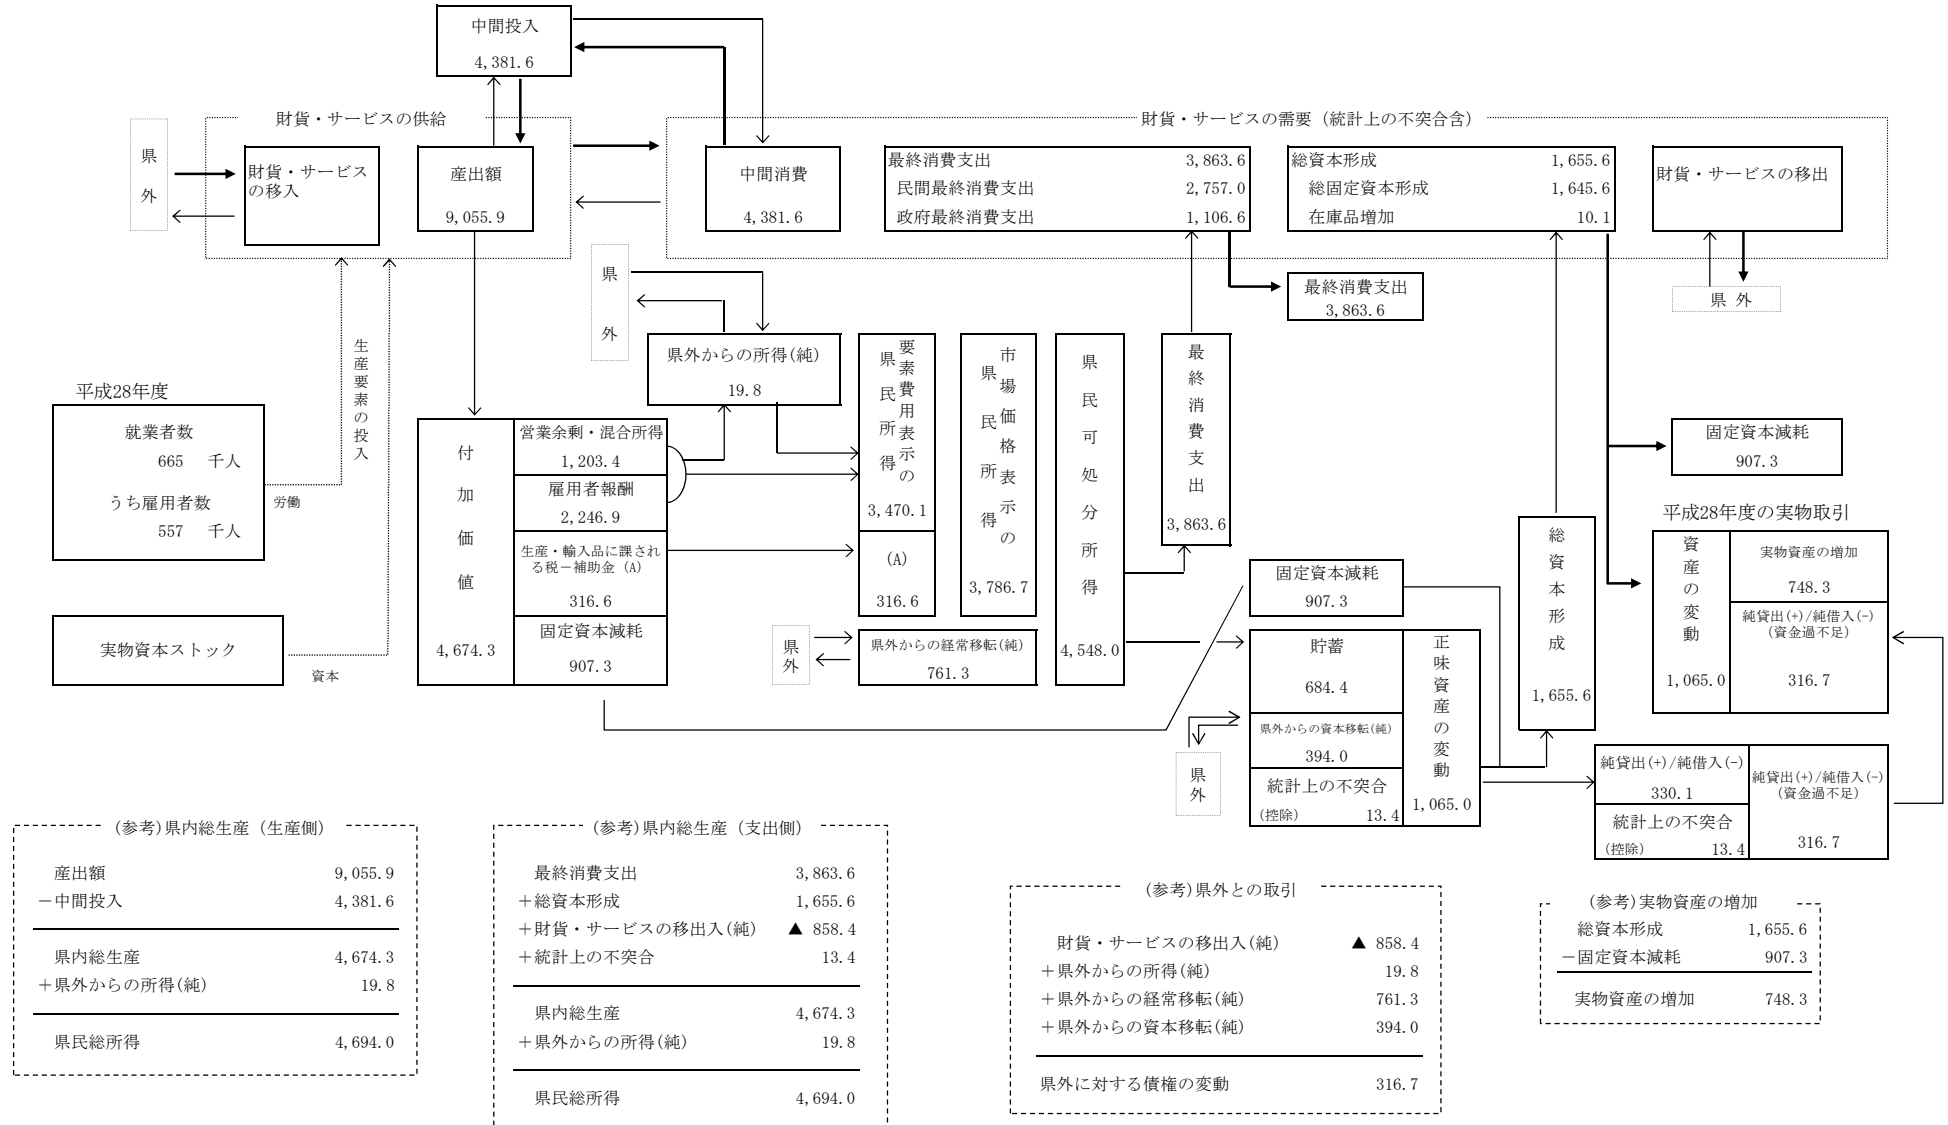 中間投入
4,381.6
財貨・サービスの供給
財貨・サービスの需要（統計上の不突合含）
県外
財貨・サービス
の移入
産出額
9,055.9
中間消費
4,381.6
最終消費支出 3,863.6
民間最終消費支出 2,757.0
政府最終消費支出 1,106.6
総資本形成 1,655.6
総固定資本形成 1,645.6
在庫品増加 10.1
財貨・サービスの移出
県外
県 外
最終消費支出
3,863.6
県外からの所得(純)
19.8
生産要素の投入
平成28年度
就業者数
665 千人
うち雇用者数
557 千人
労働
実物資本ストック
資本
付加価値
4,674.3
営業余剰・混合所得
1,203.4
雇用者報酬
2,246.9
生産・輸入品に課され
る税－補助金（A）
316.6
固定資本減耗
907.3
要素費用表示の
県民所得
3,470.1
(A)
316.6
市場価格表示の
県民所得
3,786.7
県民可処分所得
4,548.0
最終消費支出
3,863.6
県外
県外からの経常移転(純)
761.3
固定資本減耗
907.3
貯蓄
684.4
県外からの資本移転(純)
394.0
統計上の不突合
(控除) 13.4
正味資産の変動
1,065.0
県外
総資本形成
1,655.6
固定資本減耗
907.3
平成28年度の実物取引
資産の変動
1,065.0
実物資産の増加
748.3
純貸出(+)/純借入(-)
(資金過不足)
316.7
純貸出(+)/純借入(-)
330.1
統計上の不突合
(控除) 13.4
純貸出(+)/純借入(-)
(資金過不足)
316.7
(参考)県内総生産（生産側）
産出額 9,055.9
－中間投入 4,381.6
県内総生産 4,674.3
＋県外からの所得(純) 19.8
県民総所得 4,694.0
(参考)県内総生産（支出側）
最終消費支出 3,863.6
＋総資本形成 1,655.6
＋財貨・サービスの移出入(純) ▲ 858.4
＋統計上の不突合 13.4
県内総生産 4,674.3
＋県外からの所得(純) 19.8
県民総所得 4,694.0
(参考)県外との取引
財貨・サービスの移出入(純) ▲ 858.4
＋県外からの所得(純) 19.8
＋県外からの経常移転(純) 761.3
＋県外からの資本移転(純) 394.0
県外に対する債権の変動 316.7
(参考)実物資産の増加
総資本形成 1,655.6
－固定資本減耗 907.3
実物資産の増加 748.3